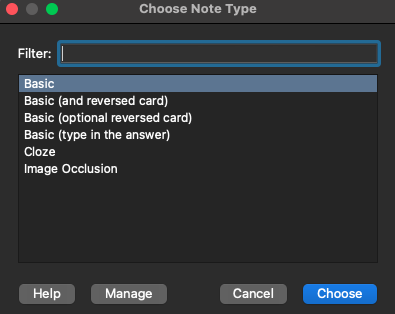 Choose Note Type
Filter:
Basic
Basic (and reversed card)
Basic (optional reversed card)
Basic (type in the answer)
Cloze
Image Occlusion
Help Manage Cancel Choose